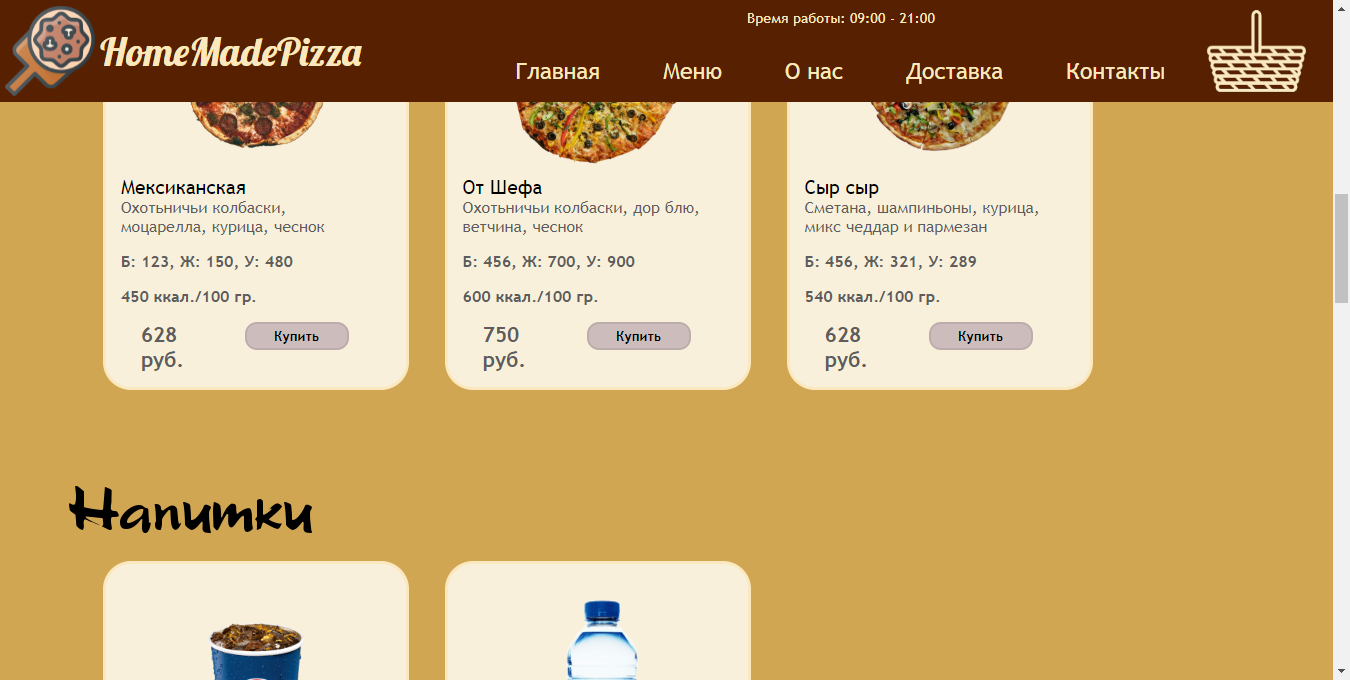 Время работы: 09:00 - 21:00
HomeMadePizza
Главная
Меню
О нас
Доставка
Контакты
Мексиканская
Охотьничьи колбаски,
моцарелла, курица, чеснок
Б: 123, Ж: 150, У: 480
450 ккал./100 гр.
628
руб.
Купить
От Шефа
Охотьничьи колбаски, дор блю,
ветчина, чеснок
Б: 456, Ж: 700, У: 900
600 ккал./100 гр.
750
руб.
Купить
Сыр сыр
Сметана, шампиньоны, курица,
микс чеддар и пармезан
Б: 456, Ж: 321, У: 289
540 ккал./100 гр.
628
руб.
Купить
Напитки